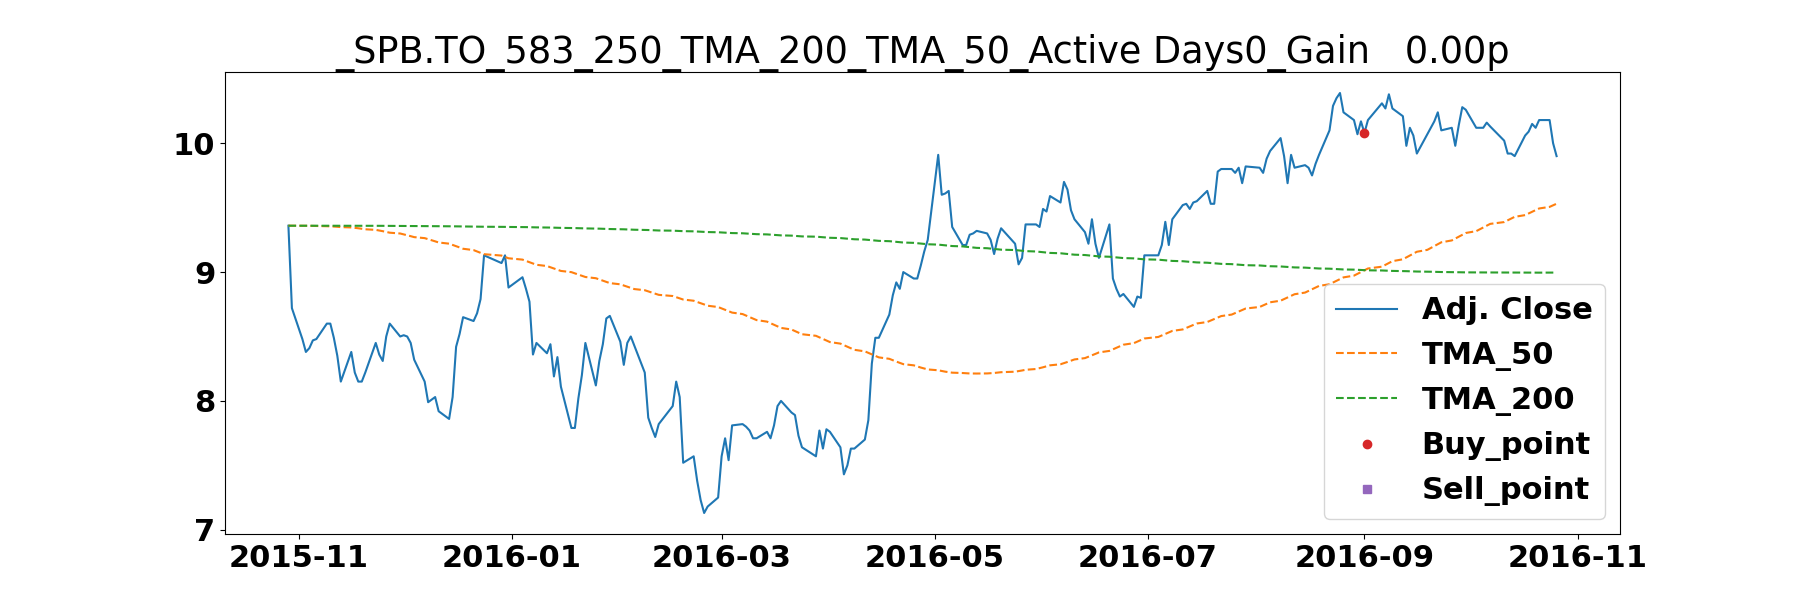 _SPB.TO_583_250_TMA_200_TMA_50_Active Days0_Gain   0.00p
10
9
8
7
2015-11 2016-01 2016-03 2016-05 2016-07 2016-09 2016-11
Adj. Close
TMA_50
TMA_200
Buy_point
Sell_point